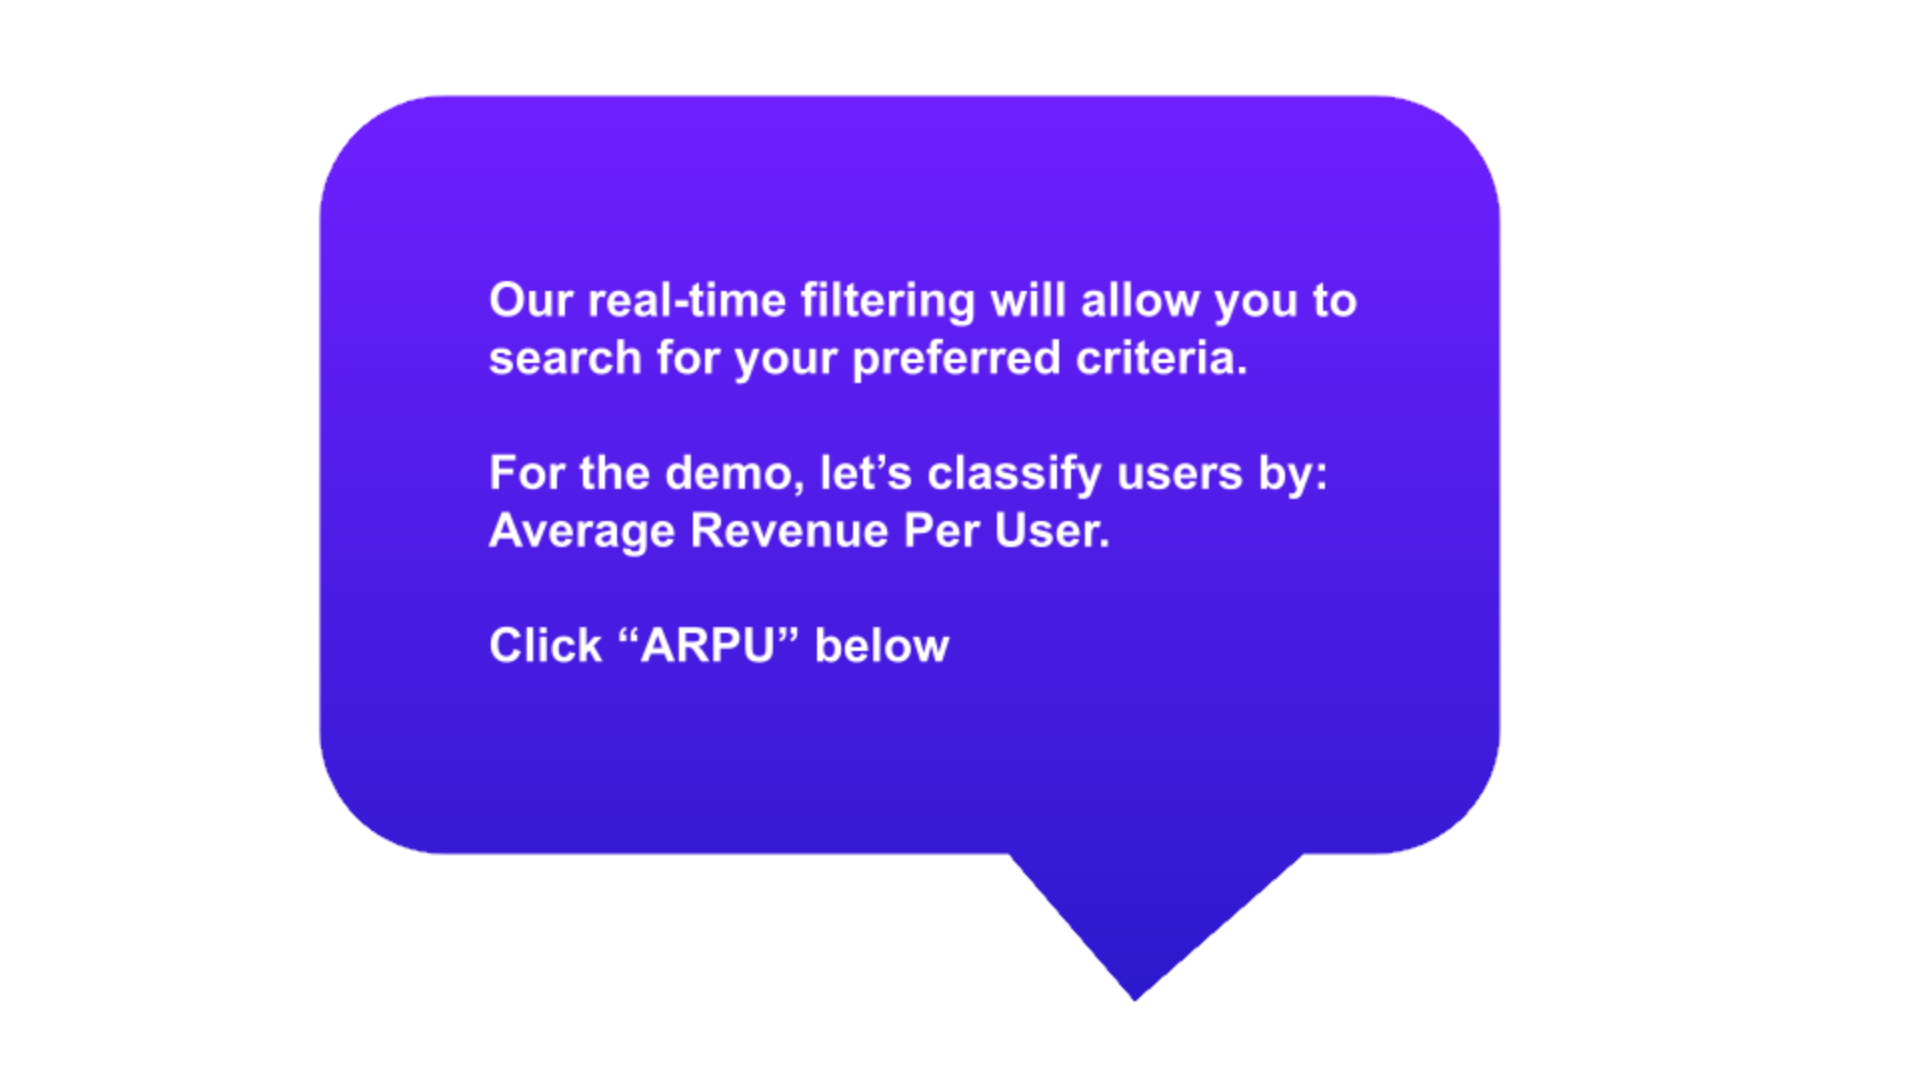 Our real-time filtering will allow you to
search for your preferred criteria.
For the demo, let’s classify users by:
Average Revenue Per User.
Click “ARPU” below